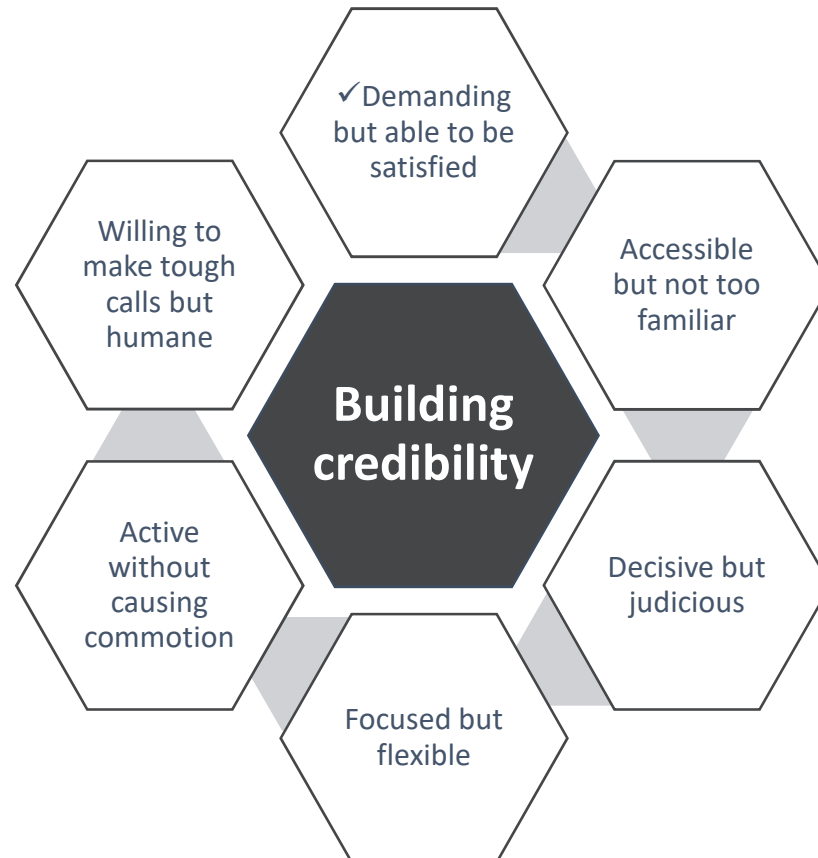 ✓Demanding
but able to be
satisfied
Accessible
but not too
familiar
Decisive but
judicious
Focused but
flexible
Active
without
causing
commotion
Willing to
make tough
calls but
humane
Building
credibility